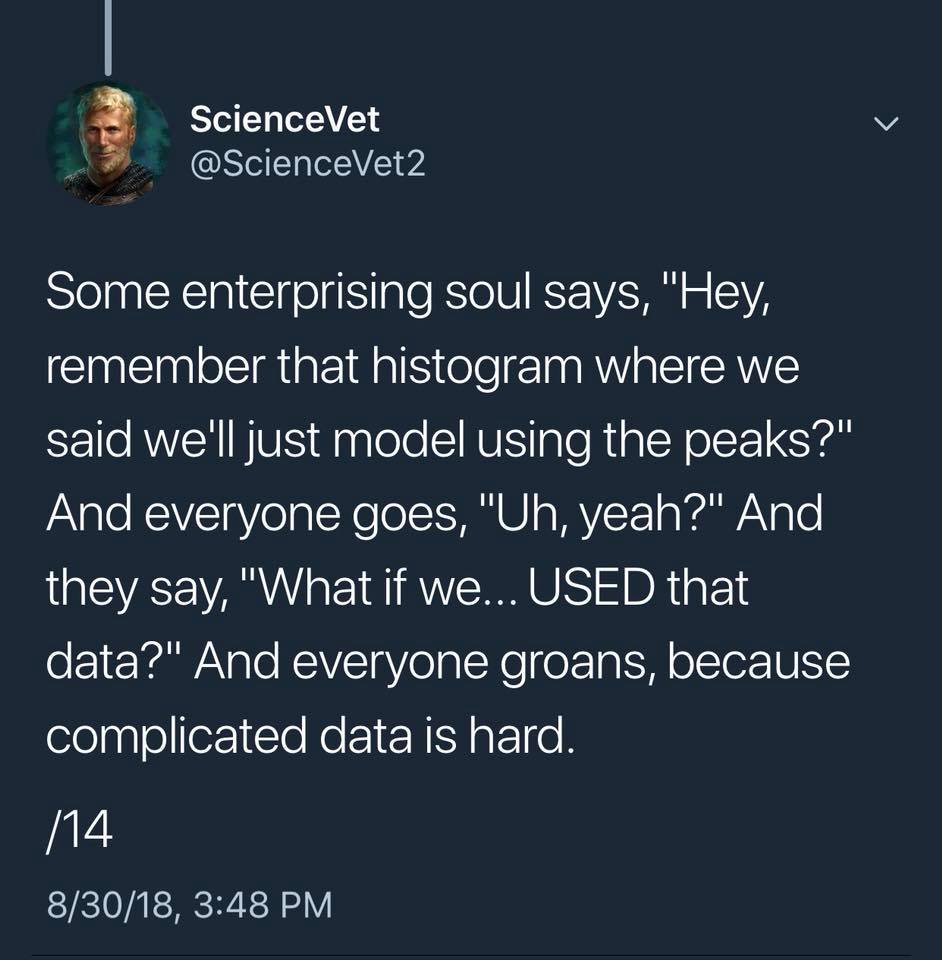 ScienceVet
@ScienceVet2
Some enterprising soul says, "Hey,
remember that histogram where we
said we'll just model using the peaks?"
And everyone goes, "Uh, yeah?" And
they say, "What if we... USED that
data?" And everyone groans, because
complicated data is hard.
/14
8/30/18, 3:48 PM